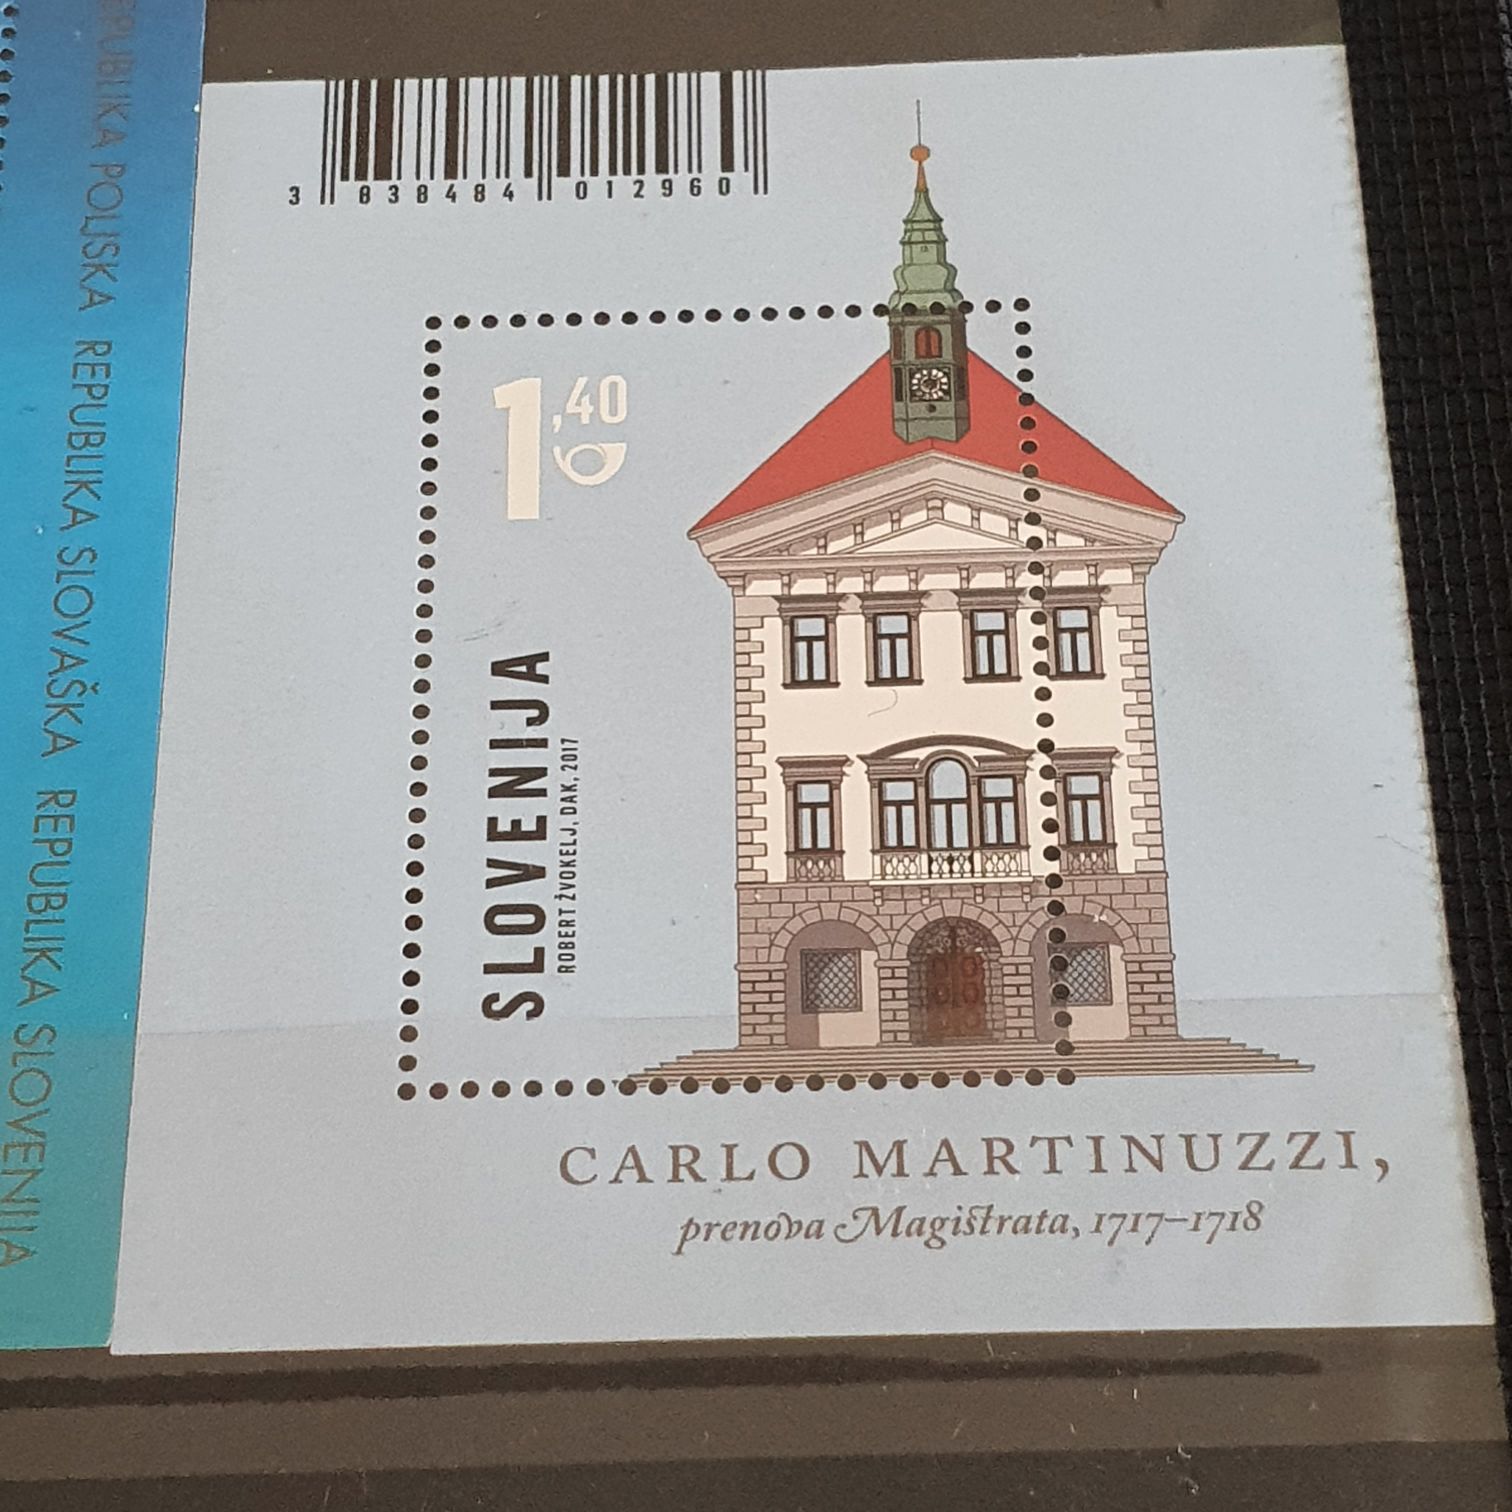 REPUBLIKA POLJSKA REPUBLIKA SLOVAŠKA REPUBLIKA SLOVENIJA
3 838484 012960
1,40
SLOVENIJA
ROBERT ŽVOKELJ, DAK, 2017
CARLO MARTINUZZI,
prenova Magistrata, 1717–1718